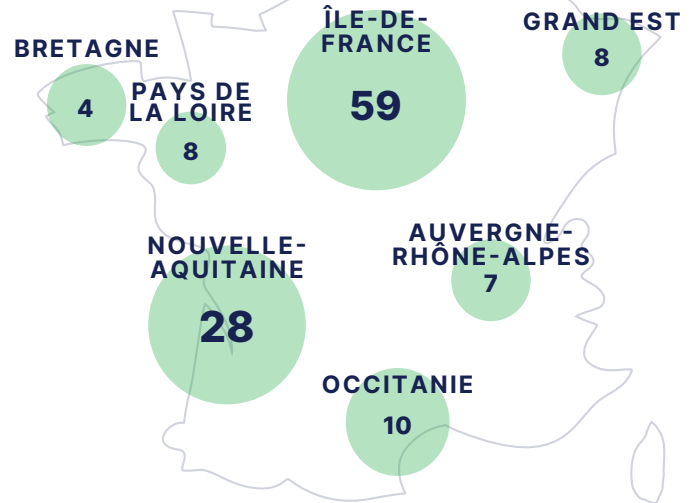 ÎLE-DE-
FRANCE
59
GRAND EST
8
BRETAGNE
4
PAYS DE
LA LOIRE
8
NOUVELLE-
AQUITAINE
28
AUVERGNE-
RHÔNE-ALPES
7
OCCITANIE
10